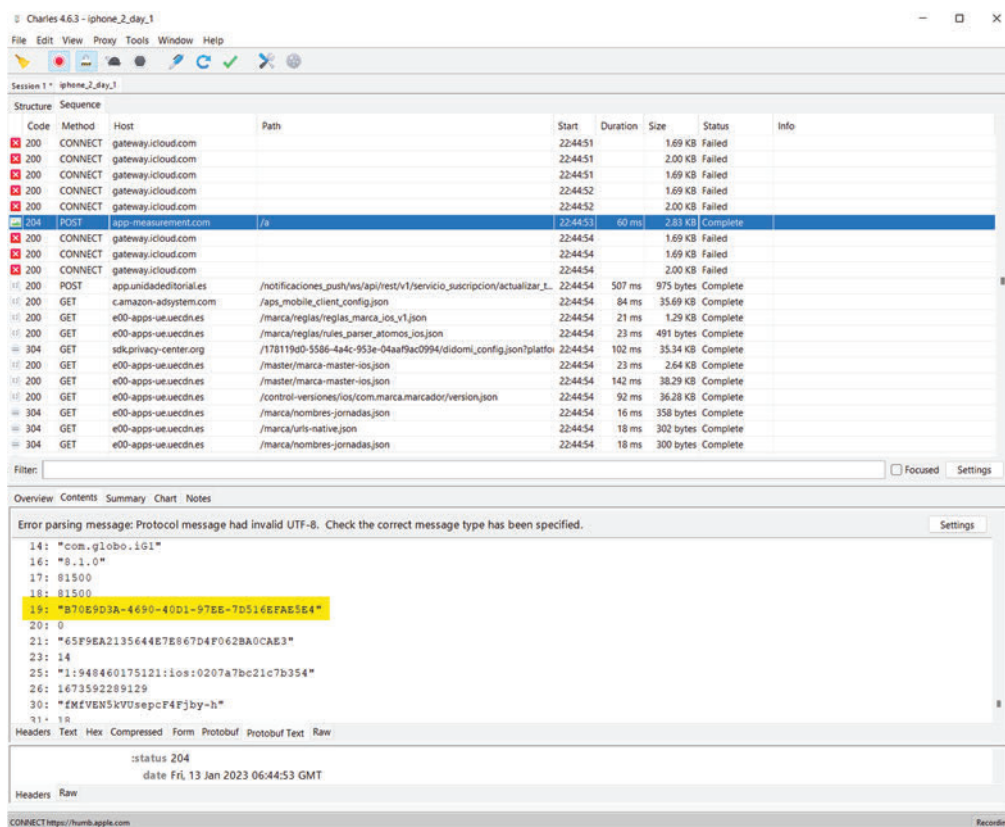 Charles 4.6.3 - iphone_2_day_1
File Edit View Proxy Tools Window Help
Session 1 * iphone_2_day_1
Structure Sequence
Code Method Host Path Start Duration Size Status Info
200 CONNECT gateway.icloud.com 22:44:51 1.69 KB Failed
200 CONNECT gateway.icloud.com 22:44:51 2.00 KB Failed
200 CONNECT gateway.icloud.com 22:44:51 1.69 KB Failed
200 CONNECT gateway.icloud.com 22:44:52 1.69 KB Failed
200 CONNECT gateway.icloud.com 22:44:52 2.00 KB Failed
204 POST app-measurement.com /a 22:44:53 60 ms 2.83 KB Complete
200 CONNECT gateway.icloud.com 22:44:54 1.69 KB Failed
200 CONNECT gateway.icloud.com 22:44:54 1.69 KB Failed
200 CONNECT gateway.icloud.com 22:44:54 2.00 KB Failed
200 POST app.unidadeditorial.es /notificaciones_push/ws/api/rest/v1/servicio_suscripcion/actualizar_t... 22:44:54 507 ms 975 bytes Complete
200 GET c.amazon-adsystem.com /aps_mobile_client_config.json 22:44:54 84 ms 35.69 KB Complete
200 GET e00-apps-ue.uecdn.es /marca/reglas/reglas_marca_ios_v1.json 22:44:54 21 ms 1.29 KB Complete
200 GET e00-apps-ue.uecdn.es /marca/reglas/rules_parser_atomos_ios.json 22:44:54 23 ms 491 bytes Complete
304 GET sdk.privacy-center.org /178119d0-5586-4a4c-953e-04aaf9ac0994/didomi_config.json?platfo 22:44:54 102 ms 35.34 KB Complete
200 GET e00-apps-ue.uecdn.es /master/marca-master-ios.json 22:44:54 23 ms 2.64 KB Complete
200 GET e00-apps-ue.uecdn.es /master/marca-master-ios.json 22:44:54 142 ms 38.29 KB Complete
200 GET e00-apps-ue.uecdn.es /control-versiones/ios/com.marca.marcador/version.json 22:44:54 92 ms 36.28 KB Complete
304 GET e00-apps-ue.uecdn.es /marca/nombres-jornadas.json 22:44:54 16 ms 358 bytes Complete
304 GET e00-apps-ue.uecdn.es /marca/urls-native.json 22:44:54 18 ms 302 bytes Complete
304 GET e00-apps-ue.uecdn.es /marca/nombres-jornadas.json 22:44:54 18 ms 300 bytes Complete
Filter: Focused Settings
Overview Contents Summary Chart Notes
Error parsing message: Protocol message had invalid UTF-8. Check the correct message type has been specified. Settings
14: "com.globo.iG1"
16: "8.1.0"
17: 81500
18: 81500
19: "B70E9D3A-4690-40D1-97EE-7D516EFAE5E4"
20: 0
21: "65F9EA2135644E7E867D4F062BA0CAE3"
23: 14
25: "1:948460175121:ios:0207a7bc21c7b354"
26: 1673592289129
30: "fMfVEN5kVUsepcF4Fjby-h"
31: 18
Headers Text Hex Compressed Form Protobuf Protobuf Text Raw
:status 204
date Fri, 13 Jan 2023 06:44:53 GMT
Headers Raw
CONNECT https://humb.apple.com Recordin